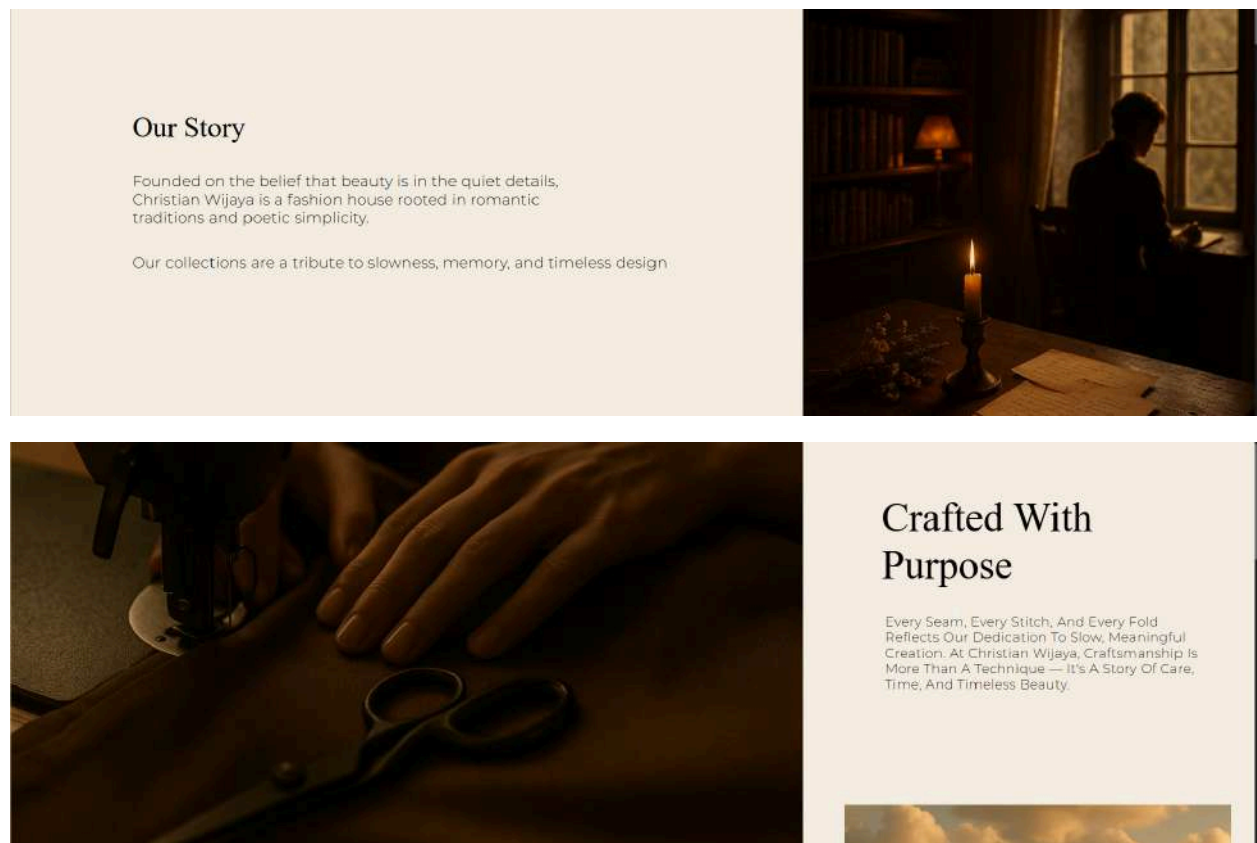 Our Story
Founded on the belief that beauty is in the quiet details,
Christian Wijaya is a fashion house rooted in romantic
traditions and poetic simplicity.
Our collections are a tribute to slowness, memory, and timeless design
Crafted With
Purpose
Every Seam, Every Stitch, And Every Fold
Reflects Our Dedication To Slow, Meaningful
Creation. At Christian Wijaya, Craftsmanship Is
More Than A Technique — It's A Story Of Care,
Time, And Timeless Beauty.